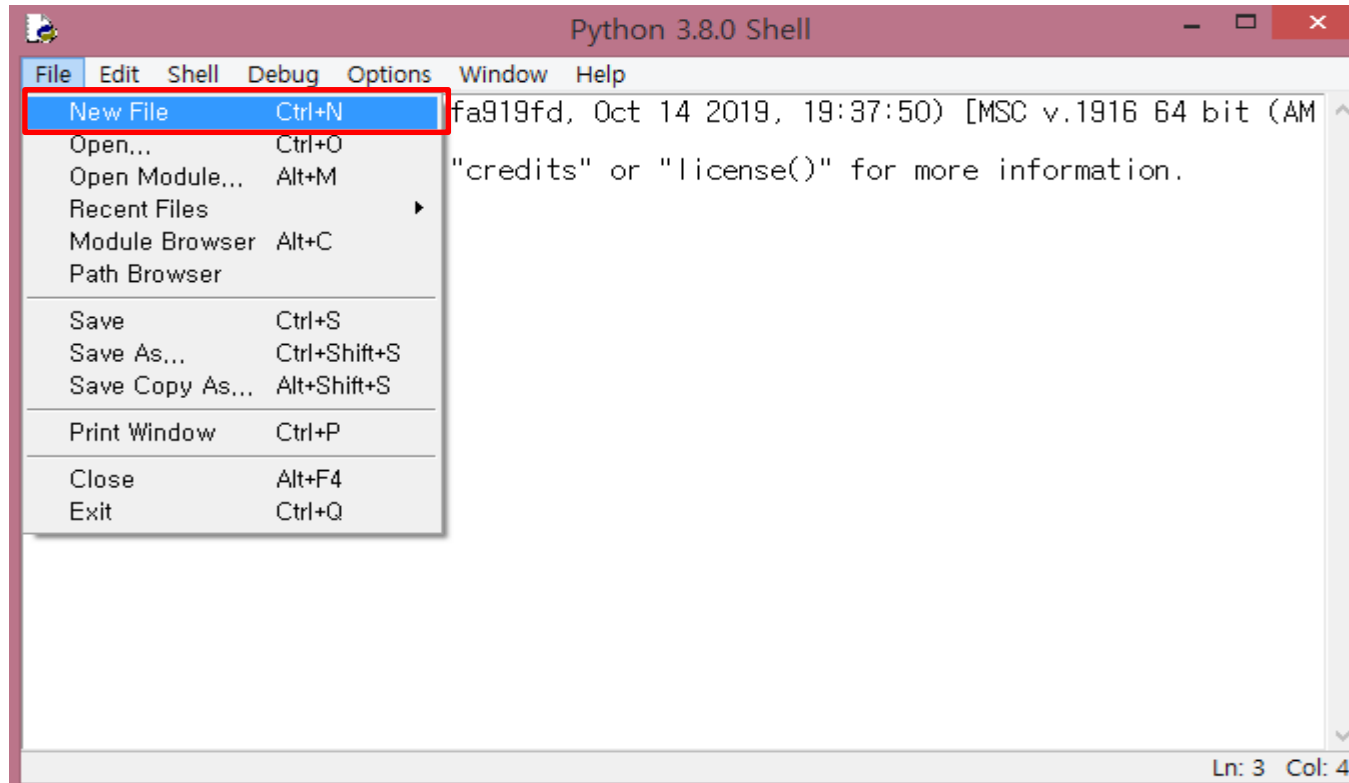 Python 3.8.0 Shell
File Edit Shell Debug Options Window Help
New File Ctrl+N
fa919fd, Oct 14 2019, 19:37:50) [MSC v.1916 64 bit (AM
Open... Ctrl+O
"credits" or "license()" for more information.
Open Module... Alt+M
Recent Files
Module Browser Alt+C
Path Browser
Save Ctrl+S
Save As... Ctrl+Shift+S
Save Copy As... Alt+Shift+S
Print Window Ctrl+P
Close Alt+F4
Exit Ctrl+Q
Ln: 3 Col: 4